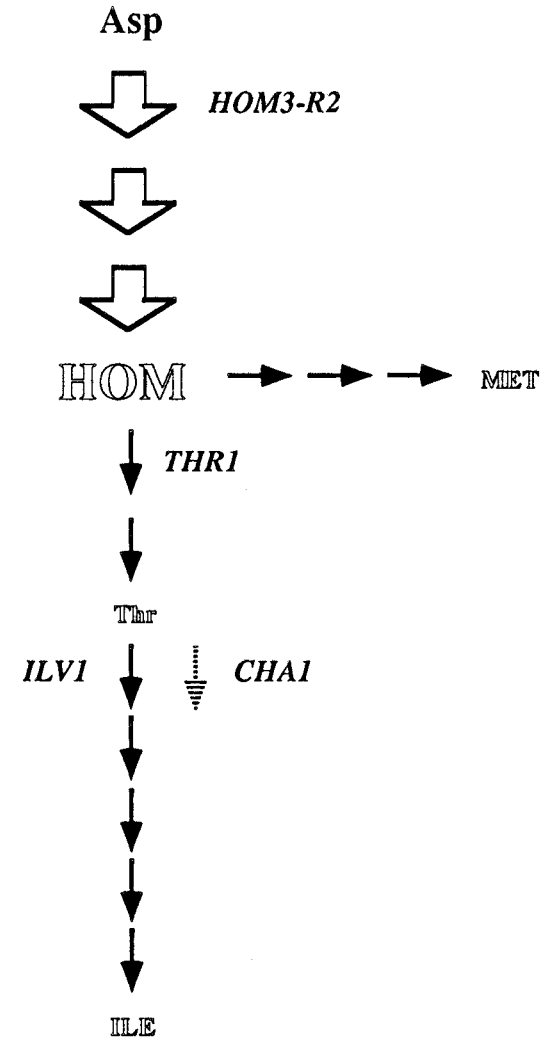 Asp
HOM3-R2
HOM
MET
THR1
Thr
ILV1
CHA1
ILE